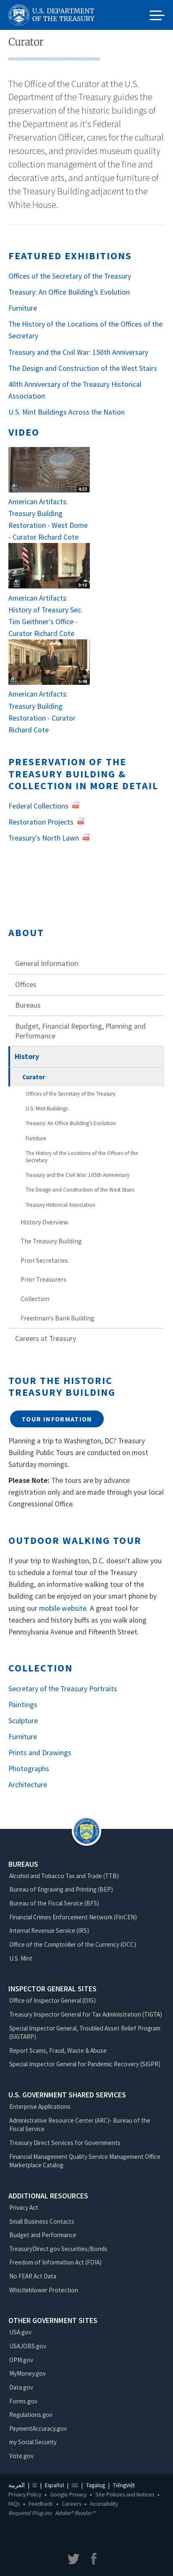 U.S. DEPARTMENT
OF THE TREASURY
Curator
The Office of the Curator at the U.S.
Department of the Treasury guides the
preservation of the historic buildings of
the Department. It's Federal
Preservation Officer, cares for the cultural
resources, and provides museum quality
collection management of the fine and
decorative arts, and antique furniture of
the Treasury Building adjacent to the
White House.
FEATURED EXHIBITIONS
Offices of the Secretary of the Treasury
Treasury: An Office Building’s Evolution
Furniture
The History of the Locations of the Offices of the
Secretary
Treasury and the Civil War: 150th Anniversary
The Design and Construction of the West Stairs
40th Anniversary of the Treasury Historical
Association
U.S. Mint Buildings Across the Nation
VIDEO
4:22
American Artifacts:
Treasury Building
Restoration - West Dome
- Curator Richard Cote
American Artifacts:
History of Treasury Sec.
Tim Geithner's Office -
Curator Richard Cote
American Artifacts:
Treasury Building
Restoration - Curator
Richard Cote
PRESERVATION OF THE
TREASURY BUILDING &
COLLECTION IN MORE DETAIL
Federal Collections
Restoration Projects
Treasury's North Lawn
ABOUT
General Information
Offices
Bureaus
Budget, Financial Reporting, Planning and
Performance
History
Curator
Offices of the Secretary of the Treasury
U.S. Mint Buildings
Treasury: An Office Building's Evolution
Furniture
The History of the Locations of the Offices of the
Secretary
Treasury and the Civil War: 105th Anniversary
The Design and Construction of the West Stairs
Treasury Historical Association
History Overview
The Treasury Building
Prior Secretaries
Prior Treasurers
Collection
Freedman's Bank Building
Careers at Treasury
TOUR THE HISTORIC
TREASURY BUILDING
TOUR INFORMATION
Planning a trip to Washington, DC? Treasury
Building Public Tours are conducted on most
Saturday mornings.
Please Note: The tours are by advance
registration only and are made through your local
Congressional Office.
OUTDOOR WALKING TOUR
If your trip to Washington, D.C. doesn't allow you
to schedule a formal tour of the Treasury
Building, an informative walking tour of the
building can be enjoyed on your smart phone by
visiting our mobile website. A great tool for
teachers and history buffs as you walk along
Pennsylvania Avenue and Fifteenth Street.
COLLECTION
Secretary of the Treasury Portraits
Paintings
Sculpture
Furniture
Prints and Drawings
Photographs
Architecture
BUREAUS
Alcohol and Tobacco Tax and Trade (TTB)
Bureau of Engraving and Printing (BEP)
Bureau of the Fiscal Service (BFS)
Financial Crimes Enforcement Network (FinCEN)
Internal Revenue Service (IRS)
Office of the Comptroller of the Currency (OCC)
U.S. Mint
INSPECTOR GENERAL SITES
Office of Inspector General (OIG)
Treasury Inspector General for Tax Administration (TIGTA)
Special Inspector General, Troubled Asset Relief Program
(SIGTARP)
Report Scams, Fraud, Waste & Abuse
Special Inspector General for Pandemic Recovery (SIGPR)
U.S. GOVERNMENT SHARED SERVICES
Enterprise Applications
Administrative Resource Center (ARC)- Bureau of the
Fiscal Service
Treasury Direct Services for Governments
Financial Management Quality Service Management Office
Marketplace Catalog
ADDITIONAL RESOURCES
Privacy Act
Small Business Contacts
Budget and Performance
TreasuryDirect.gov Securities/Bonds
Freedom of Information Act (FOIA)
No FEAR Act Data
Whistleblower Protection
OTHER GOVERNMENT SITES
USA.gov
USAJOBS.gov
OPM.gov
MyMoney.gov
Data.gov
Forms.gov
Regulations.gov
PaymentAccuracy.gov
my Social Security
Vote.gov
العربية | | Español | | Tagalog | TiếngViệt
Privacy Policy • Google Privacy • Site Policies and Notices •
FAQs • Feedback • Careers • Accessibility
Required Plug-ins Adobe® Reader®